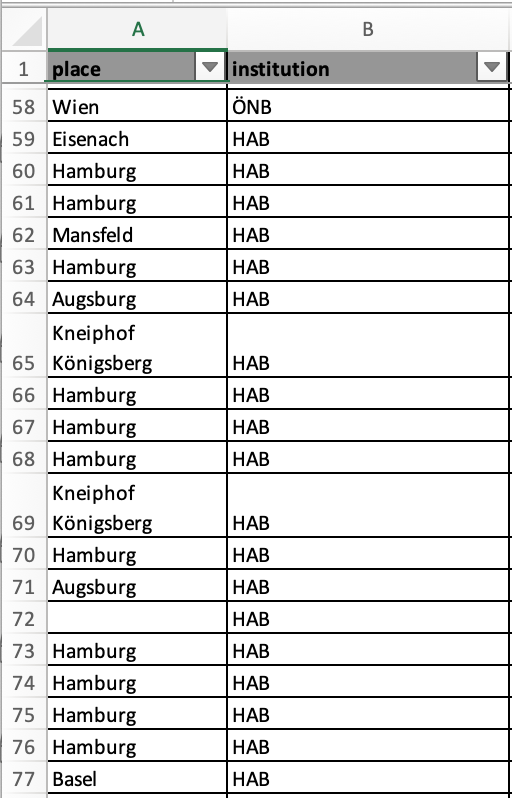 A B
1 place institution
58 Wien ÖNB
59 Eisenach HAB
60 Hamburg HAB
61 Hamburg HAB
62 Mansfeld HAB
63 Hamburg HAB
64 Augsburg HAB
Kneiphof
65 Königsberg HAB
66 Hamburg HAB
67 Hamburg HAB
68 Hamburg HAB
Kneiphof
69 Königsberg HAB
70 Hamburg HAB
71 Augsburg HAB
72 HAB
73 Hamburg HAB
74 Hamburg HAB
75 Hamburg HAB
76 Hamburg HAB
77 Basel HAB